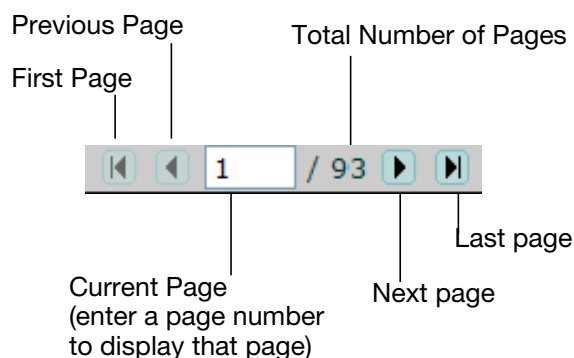 Previous Page
Total Number of Pages
First Page
1 / 93
Last page
Next page
Current Page
(enter a page number
to display that page)